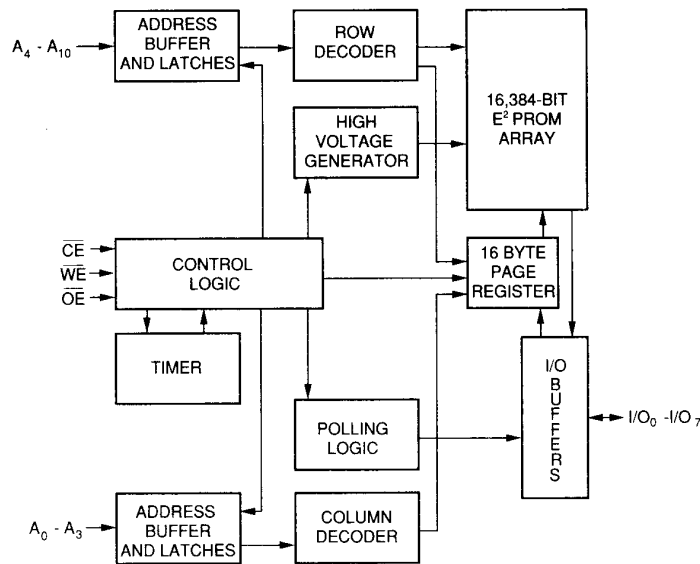 A4 - A10
ADDRESS
BUFFER
AND LATCHES
ROW
DECODER
16,384-BIT
E² PROM
ARRAY
HIGH
VOLTAGE
GENERATOR
CE
WE
OE
CONTROL
LOGIC
16 BYTE
PAGE
REGISTER
TIMER
POLLING
LOGIC
I/O
BUFFERS
I/O0 -I/O7
A0 - A3
ADDRESS
BUFFER
AND LATCHES
COLUMN
DECODER